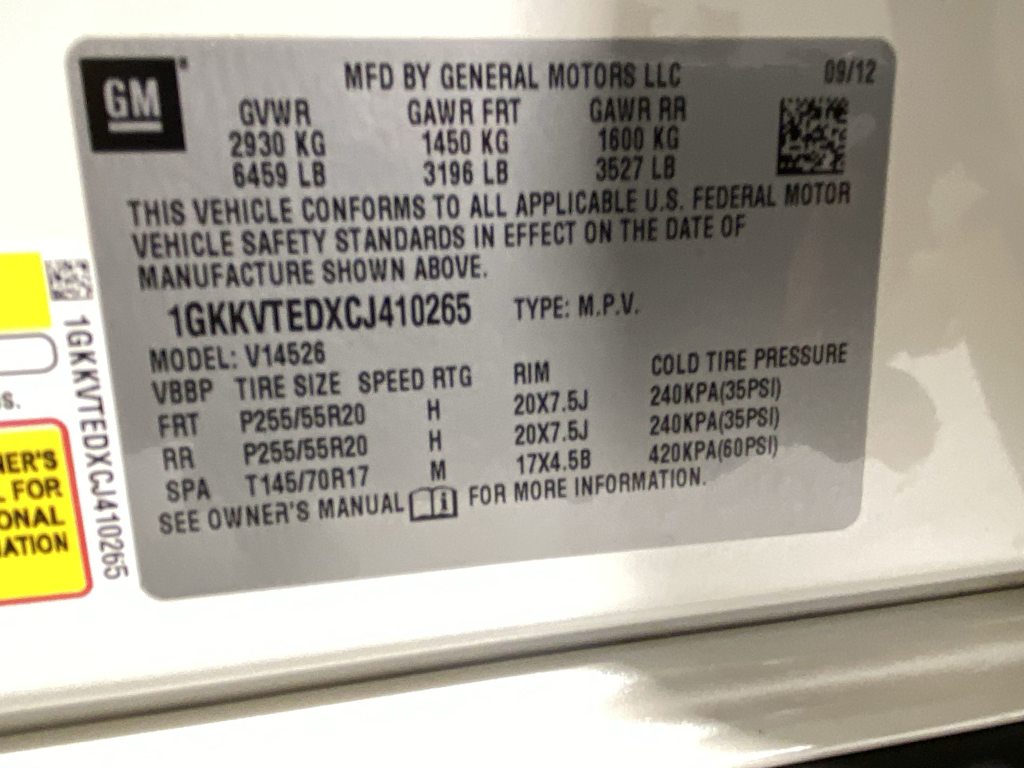 GM
MFD BY GENERAL MOTORS LLC 09/12
GVWR GAWR FRT GAWR RR
2930 KG 1450 KG 1600 KG
6459 LB 3196 LB 3527 LB
THIS VEHICLE CONFORMS TO ALL APPLICABLE U.S. FEDERAL MOTOR
VEHICLE SAFETY STANDARDS IN EFFECT ON THE DATE OF
MANUFACTURE SHOWN ABOVE.
1GKKVTEDXCJ410265 TYPE: M.P.V.
MODEL: V14526
VBBP TIRE SIZE SPEED RTG RIM COLD TIRE PRESSURE
FRT P255/55R20 H 20X7.5J 240KPA(35PSI)
RR P255/55R20 H 20X7.5J 240KPA(35PSI)
SPA T145/70R17 M 17X4.5B 420KPA(60PSI)
SEE OWNER'S MANUAL i FOR MORE INFORMATION.
1GKKVTEDXCJ410265
S.
NER'S
FOR
ONAL
ATION